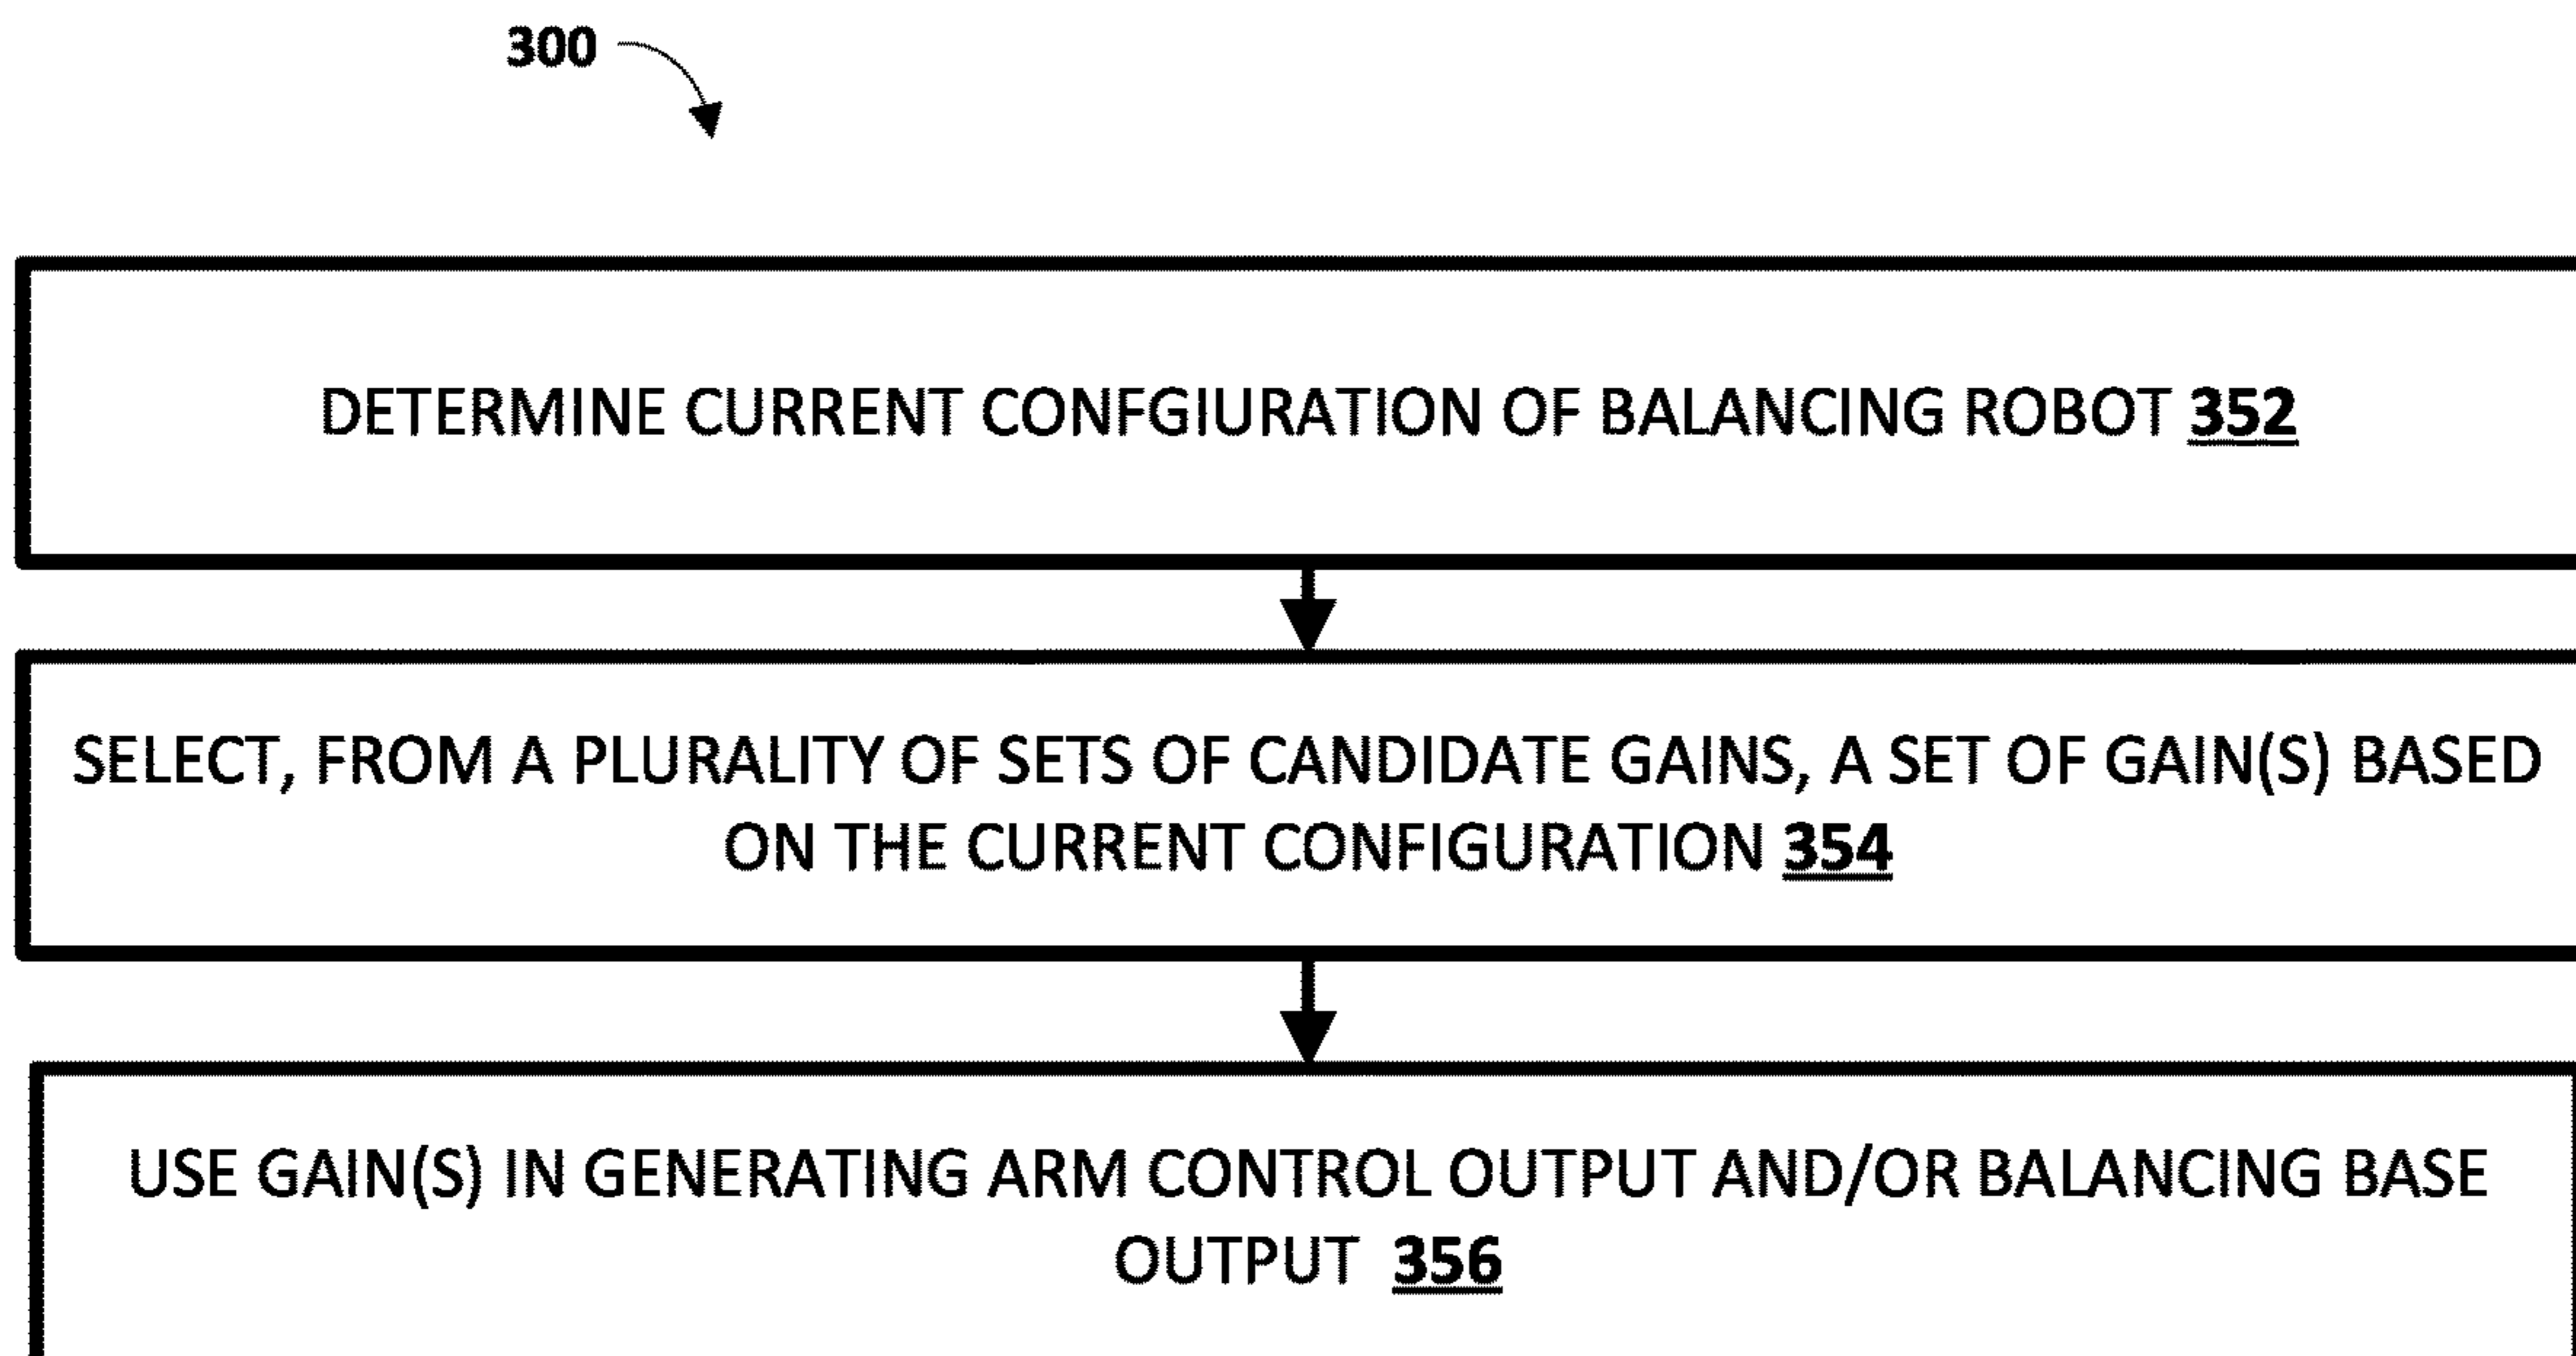 300
DETERMINE CURRENT CONFGIURATION OF BALANCING ROBOT 352
SELECT, FROM A PLURALITY OF SETS OF CANDIDATE GAINS, A SET OF GAIN(S) BASED
ON THE CURRENT CONFIGURATION 354
USE GAIN(S) IN GENERATING ARM CONTROL OUTPUT AND/OR BALANCING BASE
OUTPUT 356